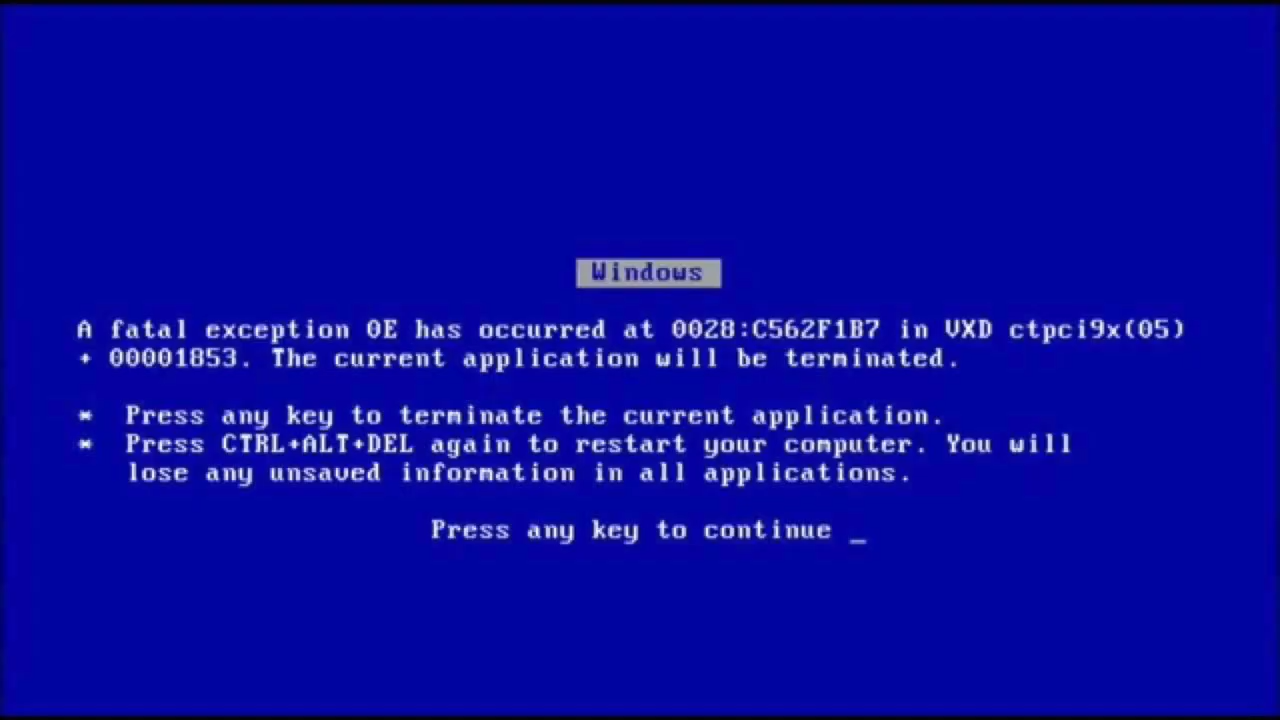 Windows
A fatal exception 0E has occurred at 0028:C562F1B7 in VXD ctpci9x(05)
+ 00001853. The current application will be terminated.
* Press any key to terminate the current application.
* Press CTRL+ALT+DEL again to restart your computer. You will
lose any unsaved information in all applications.
Press any key to continue _